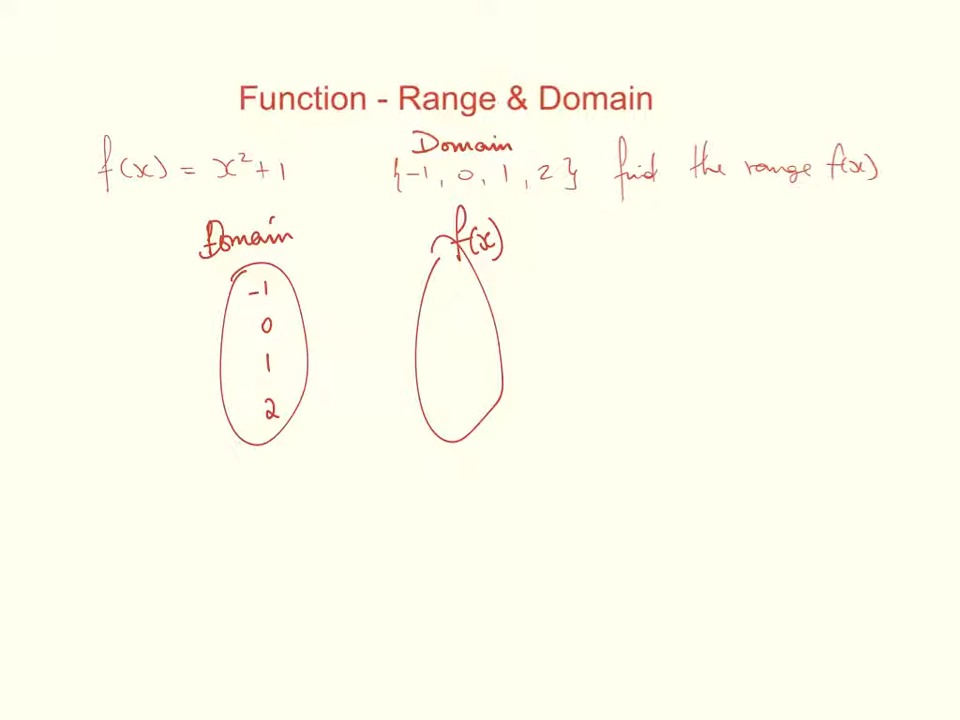 Function - Range & Domain
Domain
f(x) = x²+1 {-1, 0, 1, 2} find the range f(x)
Domain f(x)
-1
0
1
2